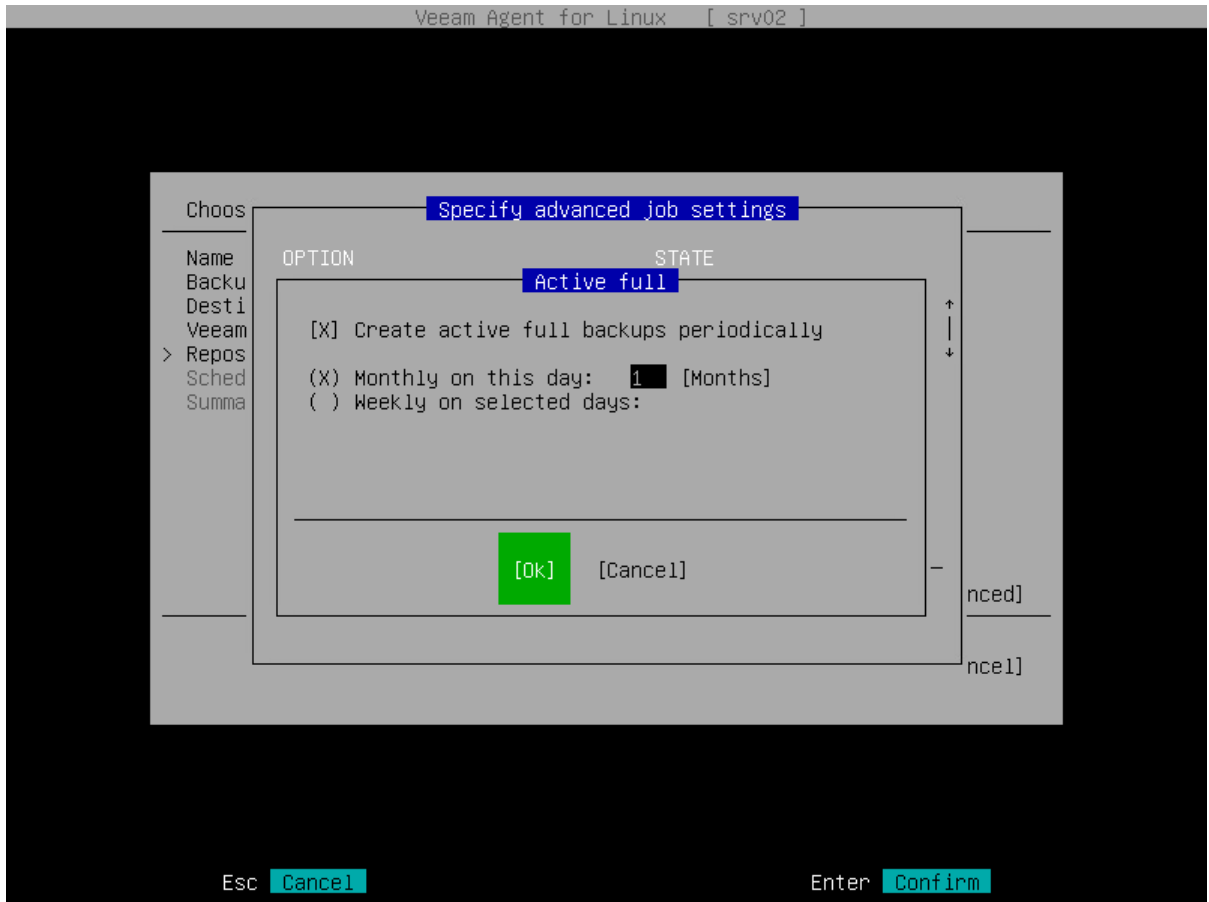 Veeam Agent for Linux [ srv02 ]
Choos
Specify advanced job settings
Name
OPTION STATE
Backu
Active full
Desti
Veeam
[X] Create active full backups periodically
> Repos
Sched
(X) Monthly on this day: 1 [Months]
Summa
( ) Weekly on selected days:
[Ok] [Cancel]
nced]
ncel]
Esc Cancel Enter Confirm